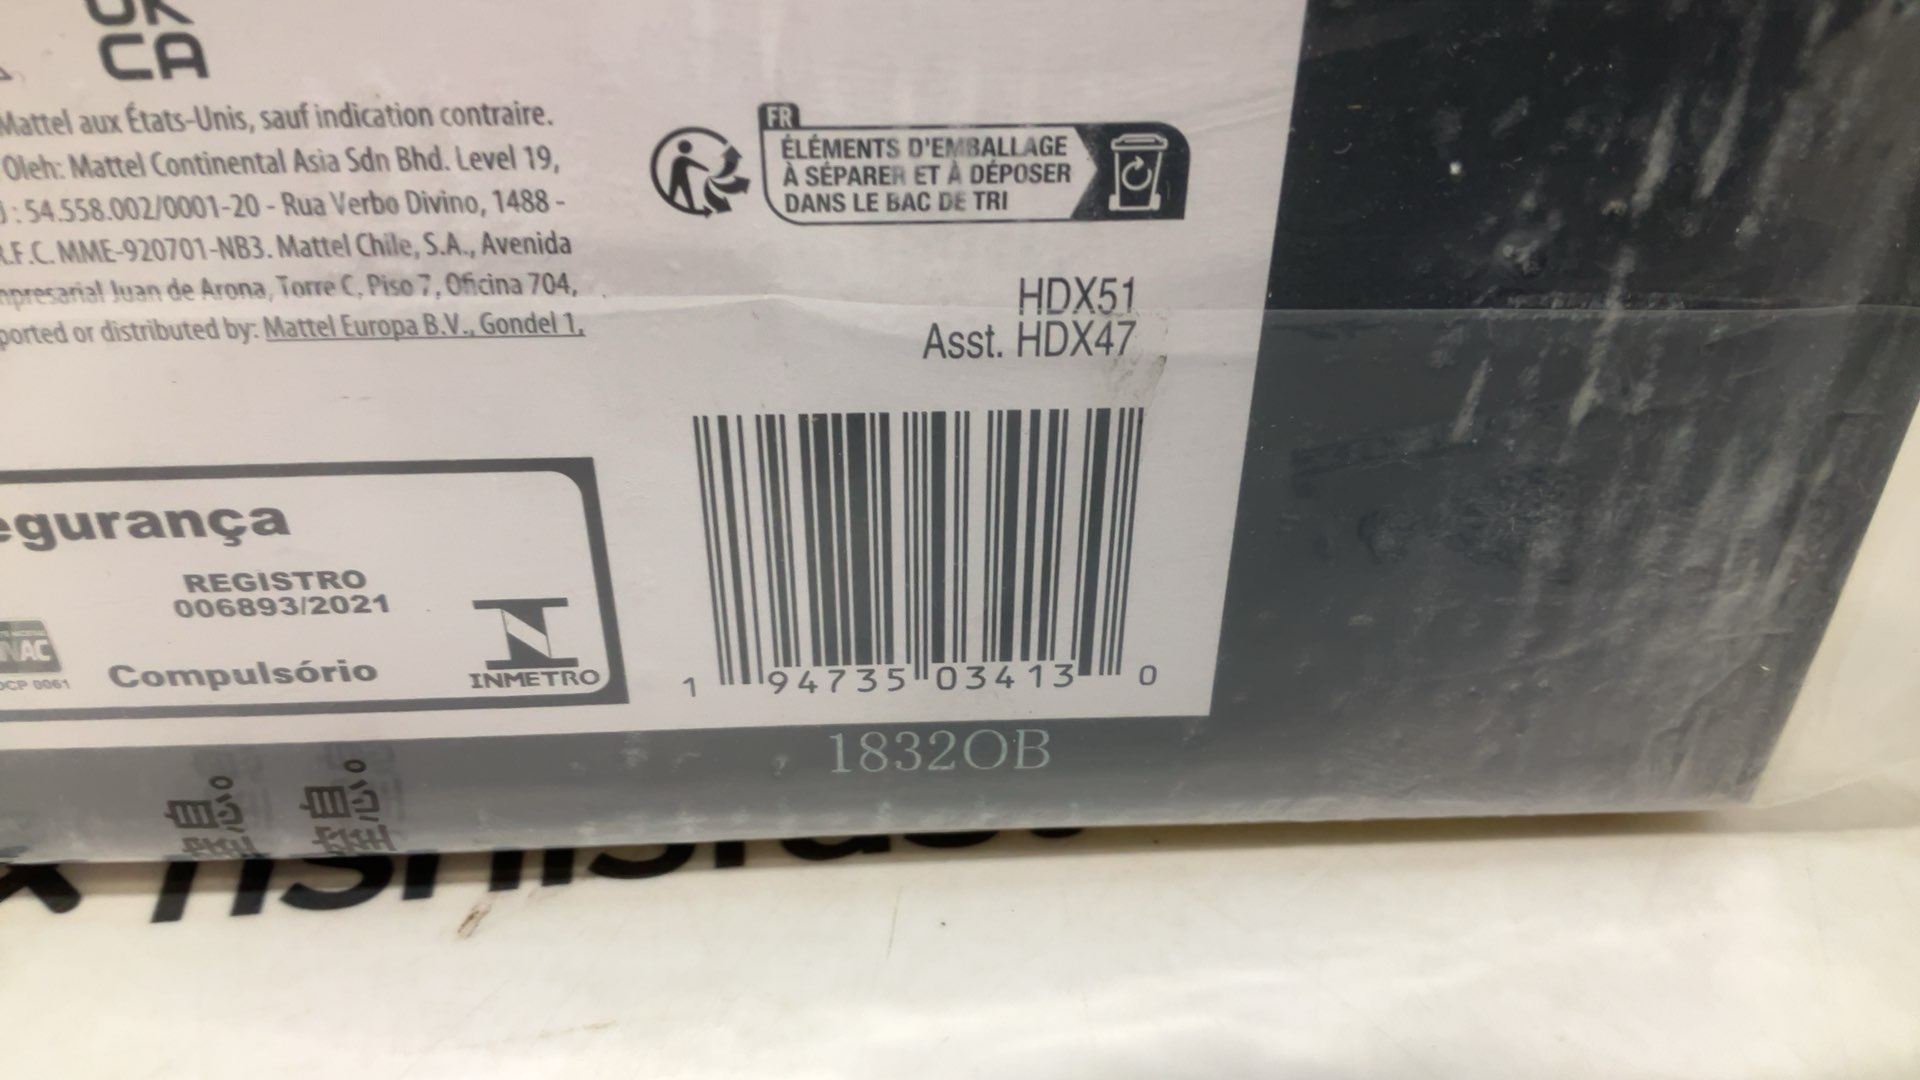 UK
CA
Mattel aux États-Unis, sauf indication contraire.
Oleh: Mattel Continental Asia Sdn Bhd. Level 19,
: 54.558.002/0001-20 - Rua Verbo Divino, 1488 -
R.F.C. MME-920701-NB3. Mattel Chile, S.A., Avenida
mpresarial Juan de Arona, Torre C, Piso 7, Oficina 704,
ported or distributed by: Mattel Europa B.V., Gondel 1,
FR
ÉLÉMENTS D'EMBALLAGE
À SÉPARER ET À DÉPOSER
DANS LE BAC DE TRI
HDX51
Asst. HDX47
egurança
REGISTRO
006893/2021
Compulsório
OCP 0061
INMETRO
1 94735 03413 0
1832OB